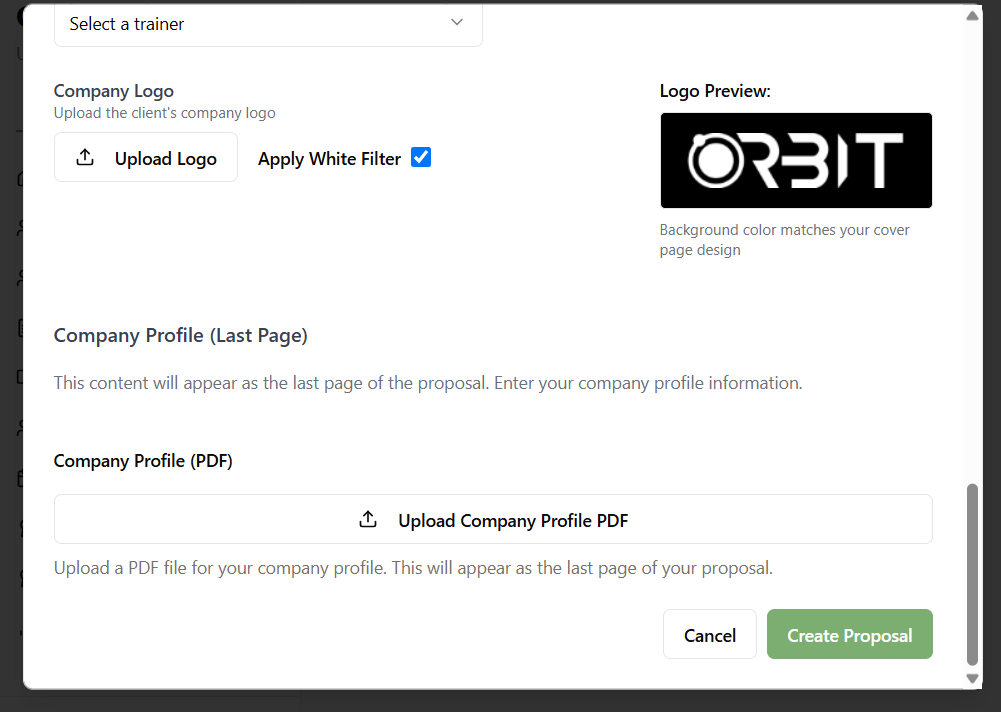 Select a trainer
Company Logo
Upload the client's company logo
Upload Logo
Apply White Filter
Logo Preview:
ORBIT
Background color matches your cover
page design
Company Profile (Last Page)
This content will appear as the last page of the proposal. Enter your company profile information.
Company Profile (PDF)
Upload Company Profile PDF
Upload a PDF file for your company profile. This will appear as the last page of your proposal.
Cancel
Create Proposal